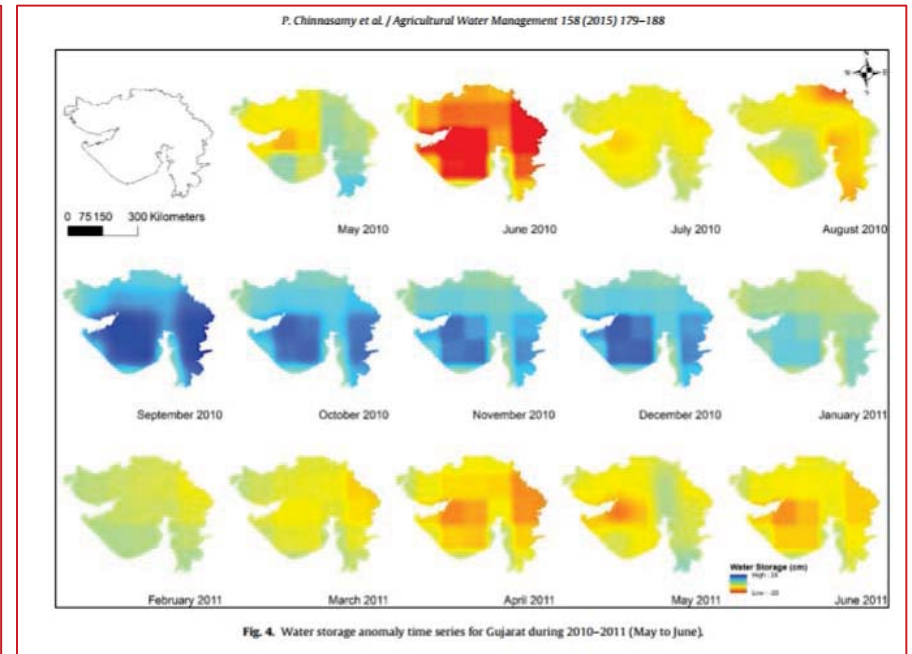 P. Chinnasamy et al. / Agricultural Water Management 158 (2015) 179–188
N
E
0 75 150 300 Kilometers
May 2010
June 2010
July 2010
August 2010
September 2010
October 2010
November 2010
December 2010
January 2011
February 2011
March 2011
April 2011
May 2011
June 2011
Water Storage (cm)
High :
Low :
Fig. 4. Water storage anomaly time series for Gujarat during 2010–2011 (May to June).